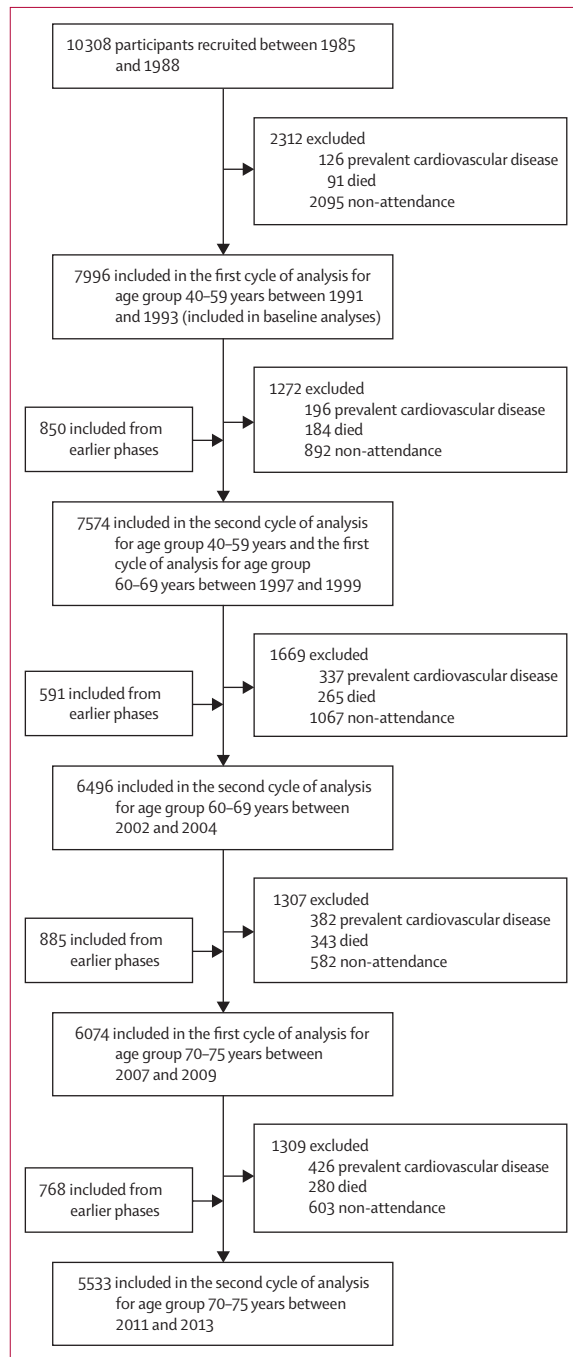 10308 participants recruited between 1985
and 1988
2312 excluded
126 prevalent cardiovascular disease
91 died
2095 non-attendance
7996 included in the first cycle of analysis for
age group 40–59 years between 1991
and 1993 (included in baseline analyses)
1272 excluded
196 prevalent cardiovascular disease
184 died
892 non-attendance
850 included from
earlier phases
7574 included in the second cycle of analysis
for age group 40–59 years and the first
cycle of analysis for age group
60–69 years between 1997 and 1999
1669 excluded
337 prevalent cardiovascular disease
265 died
1067 non-attendance
591 included from
earlier phases
6496 included in the second cycle of analysis
for age group 60–69 years between
2002 and 2004
1307 excluded
382 prevalent cardiovascular disease
343 died
582 non-attendance
885 included from
earlier phases
6074 included in the first cycle of analysis for
age group 70–75 years between
2007 and 2009
1309 excluded
426 prevalent cardiovascular disease
280 died
603 non-attendance
768 included from
earlier phases
5533 included in the second cycle of analysis
for age group 70–75 years between
2011 and 2013